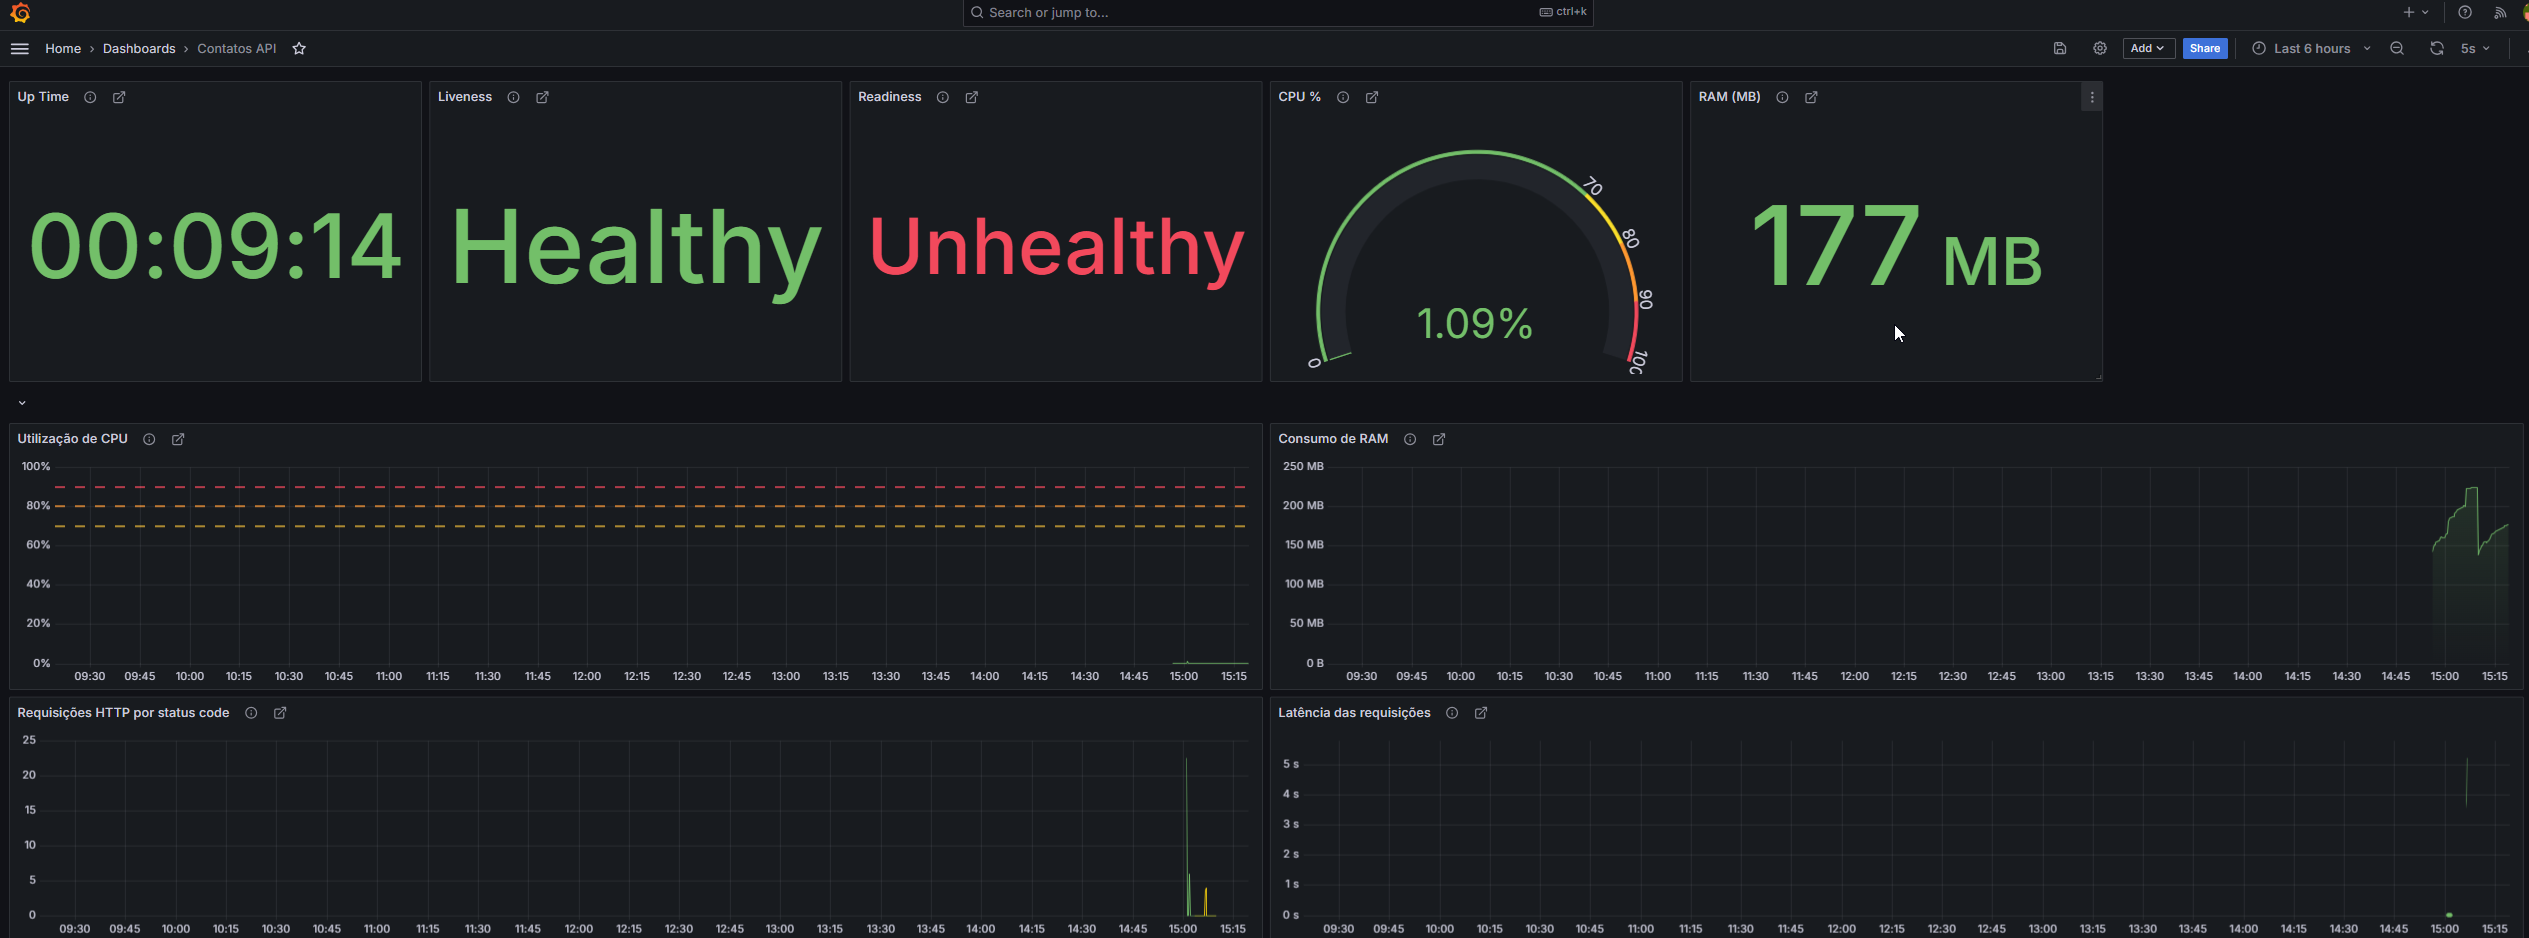 Search or jump to...
ctrl+k
Home › Dashboards › Contatos API
Add
Share
Last 6 hours
5s
Up Time
00:09:14
Liveness
Healthy
Readiness
Unhealthy
CPU %
0
70
80
90
100
1.09%
RAM (MB)
177 MB
Utilização de CPU
100%
80%
60%
40%
20%
0%
09:30 09:45 10:00 10:15 10:30 10:45 11:00 11:15 11:30 11:45 12:00 12:15 12:30 12:45 13:00 13:15 13:30 13:45 14:00 14:15 14:30 14:45 15:00 15:15
Consumo de RAM
250 MB
200 MB
150 MB
100 MB
50 MB
0 B
09:30 09:45 10:00 10:15 10:30 10:45 11:00 11:15 11:30 11:45 12:00 12:15 12:30 12:45 13:00 13:15 13:30 13:45 14:00 14:15 14:30 14:45 15:00 15:15
Requisições HTTP por status code
25
20
15
10
5
0
09:30 09:45 10:00 10:15 10:30 10:45 11:00 11:15 11:30 11:45 12:00 12:15 12:30 12:45 13:00 13:15 13:30 13:45 14:00 14:15 14:30 14:45 15:00 15:15
Latência das requisições
5 s
4 s
3 s
2 s
1 s
0 s
09:30 09:45 10:00 10:15 10:30 10:45 11:00 11:15 11:30 11:45 12:00 12:15 12:30 12:45 13:00 13:15 13:30 13:45 14:00 14:15 14:30 14:45 15:00 15:15